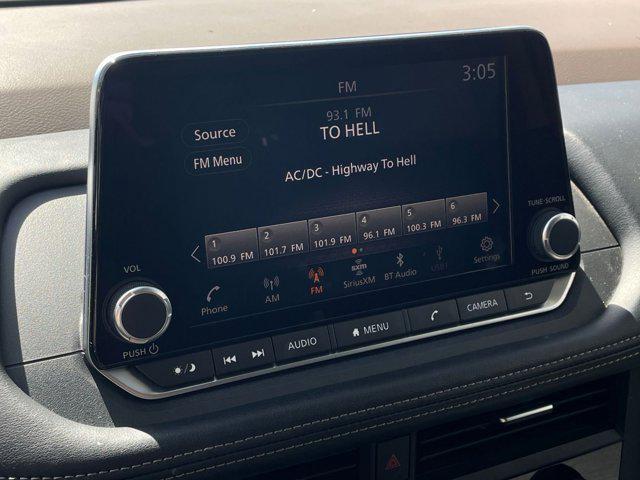 FM
3:05
93.1 FM
TO HELL
Source
FM Menu
AC/DC - Highway To Hell
1 2 3 4 5 6
100.9 FM 101.7 FM 101.9 FM 96.1 FM 100.3 FM 96.3 FM
Phone AM FM sxm SiriusXM BT Audio USB1 Settings
VOL
PUSH
TUNE·SCROLL
PUSH SOUND
AUDIO MENU CAMERA